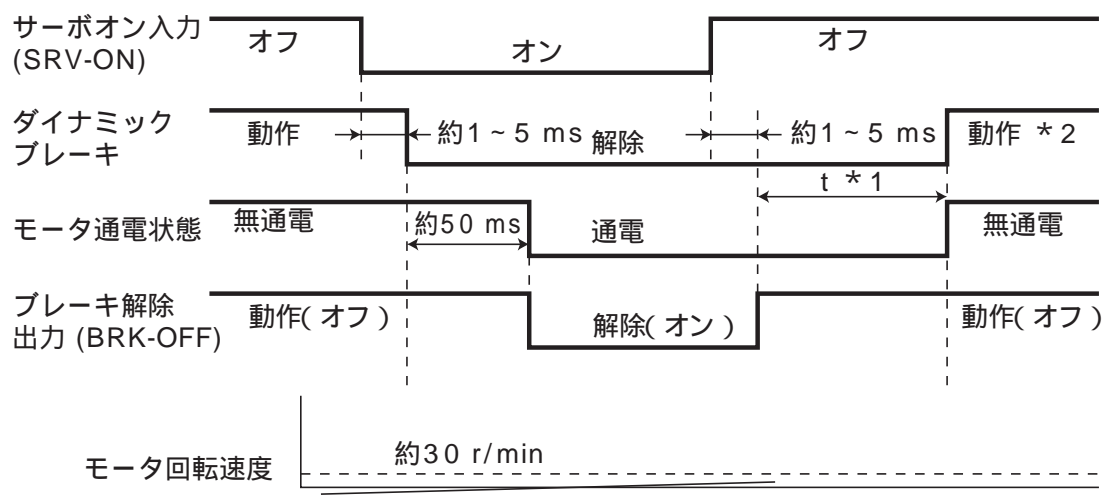 サーボオン入力
(SRV-ON)
オフ
オン
オフ
ダイナミック
ブレーキ
動作
約1~5 ms
解除
約1~5 ms
動作 *2
t *1
モータ通電状態
無通電
約50 ms
通電
無通電
ブレーキ解除
出力 (BRK-OFF)
動作(オフ)
解除(オン)
動作(オフ)
モータ回転速度
約30 r/min